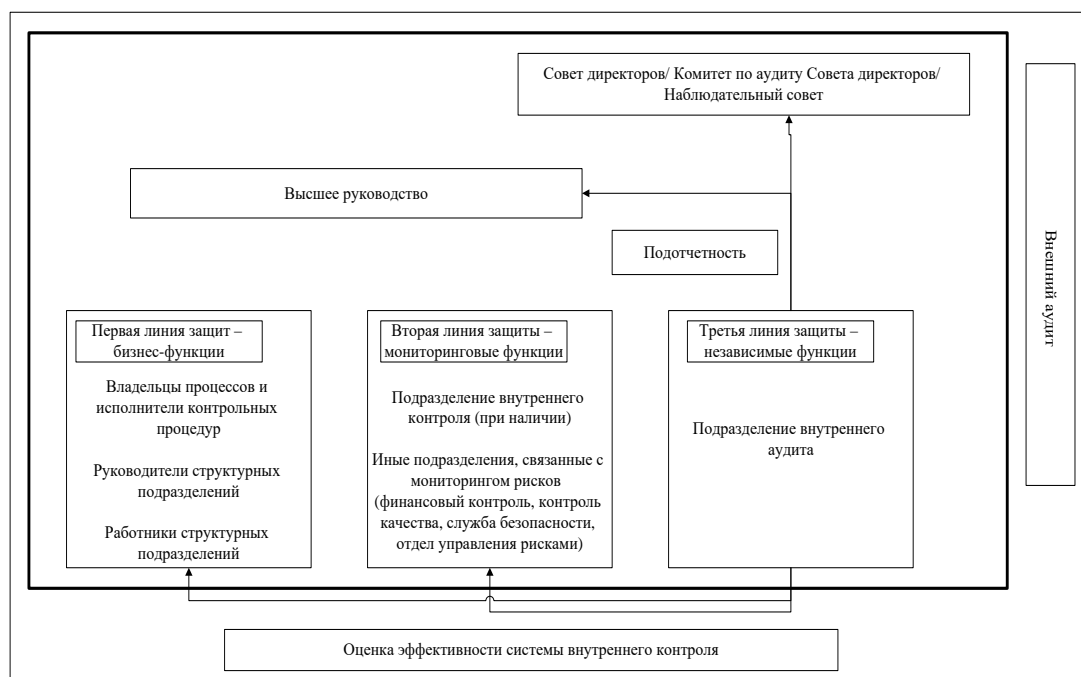 Совет директоров/ Комитет по аудиту Совета директоров/
Наблюдательный совет
Высшее руководство
Подотчетность
Внешний аудит
Первая линия защит –
бизнес-функции
Владельцы процессов и
исполнители контрольных
процедур
Руководители структурных
подразделений
Работники структурных
подразделений
Вторая линия защиты –
мониторинговые функции
Подразделение внутреннего
контроля (при наличии)
Иные подразделения, связанные с
мониторингом рисков
(финансовый контроль, контроль
качества, служба безопасности,
отдел управления рисками)
Третья линия защиты –
независимые функции
Подразделение внутреннего
аудита
Оценка эффективности системы внутреннего контроля